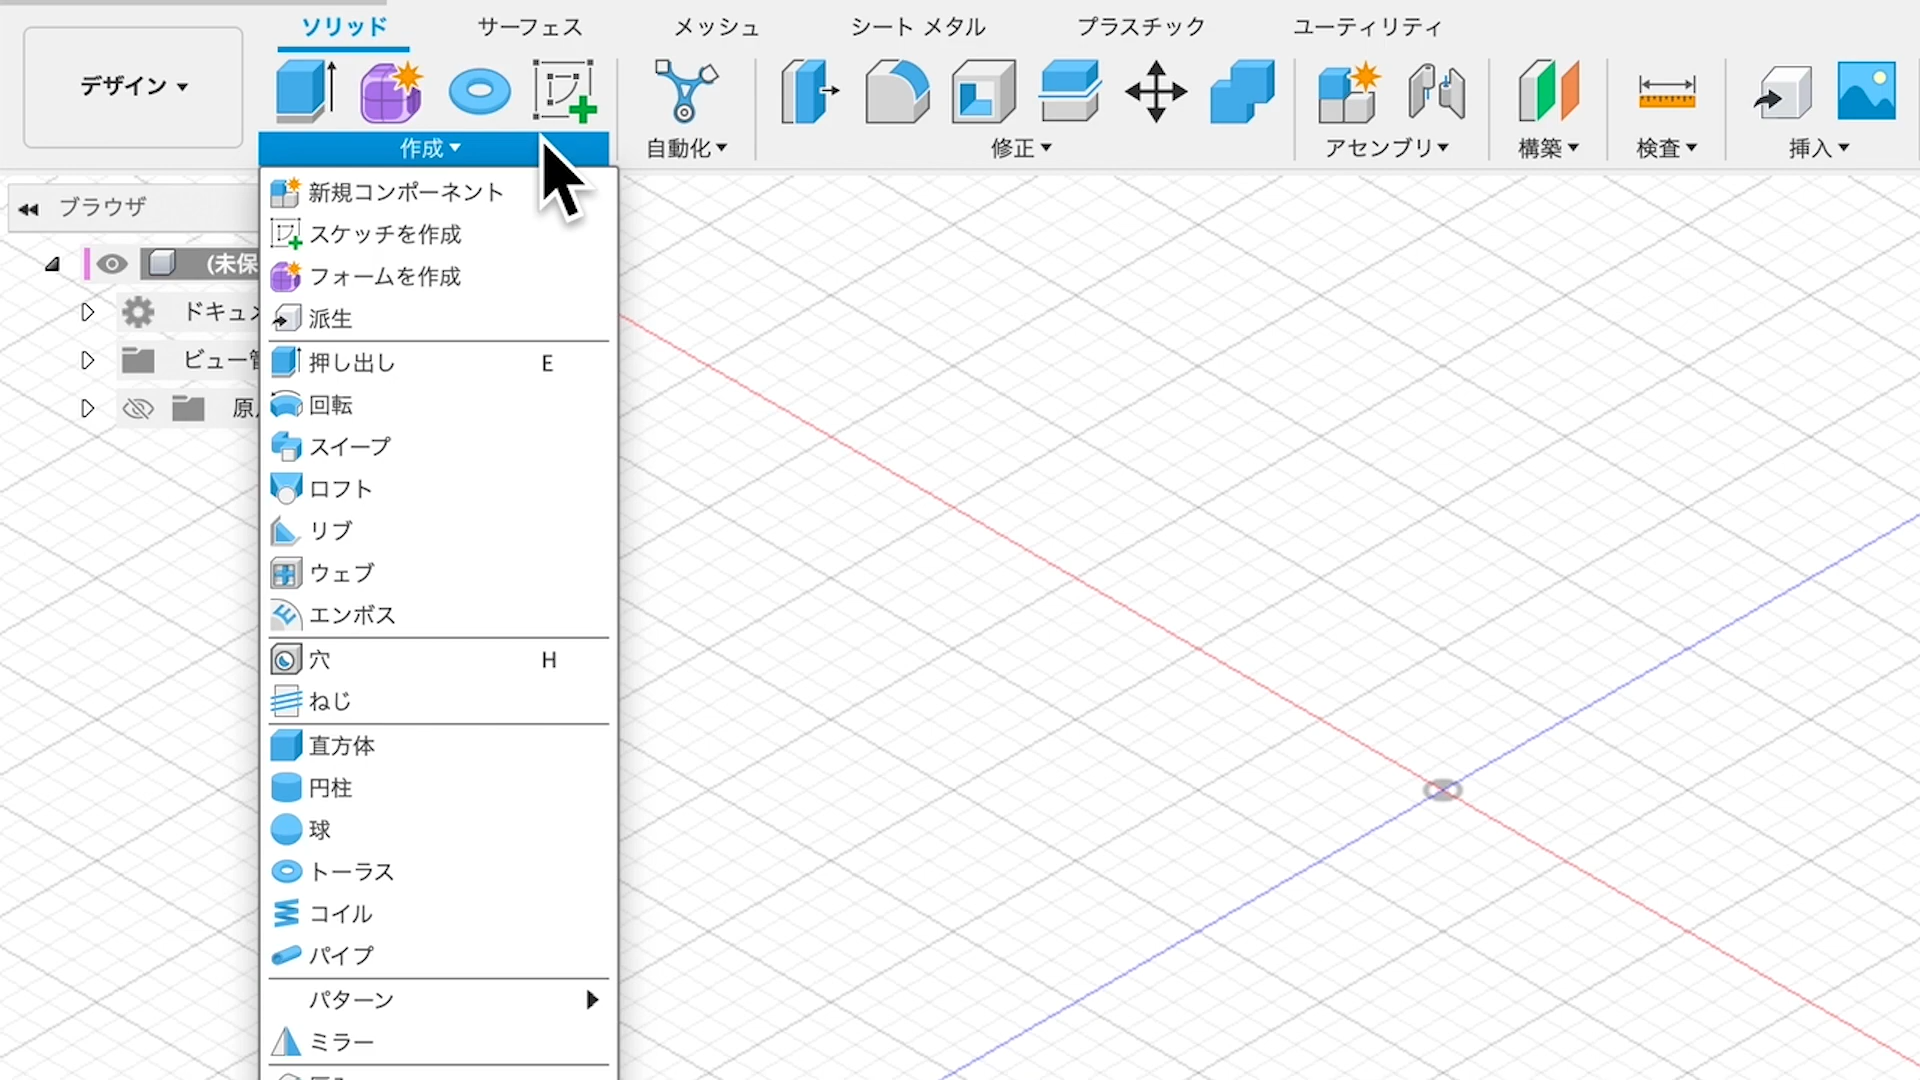 ソリッド
サーフェス
メッシュ
シート メタル
プラスチック
ユーティリティ
デザイン
作成
自動化
修正
アセンブリ
構築
検査
挿入
ブラウザ
(未保
ドキュメ
ビュー管
新規コンポーネント
スケッチを作成
フォームを作成
派生
押し出し E
回転
スイープ
ロフト
リブ
ウェブ
エンボス
穴 H
ねじ
直方体
円柱
球
トーラス
コイル
パイプ
パターン
ミラー